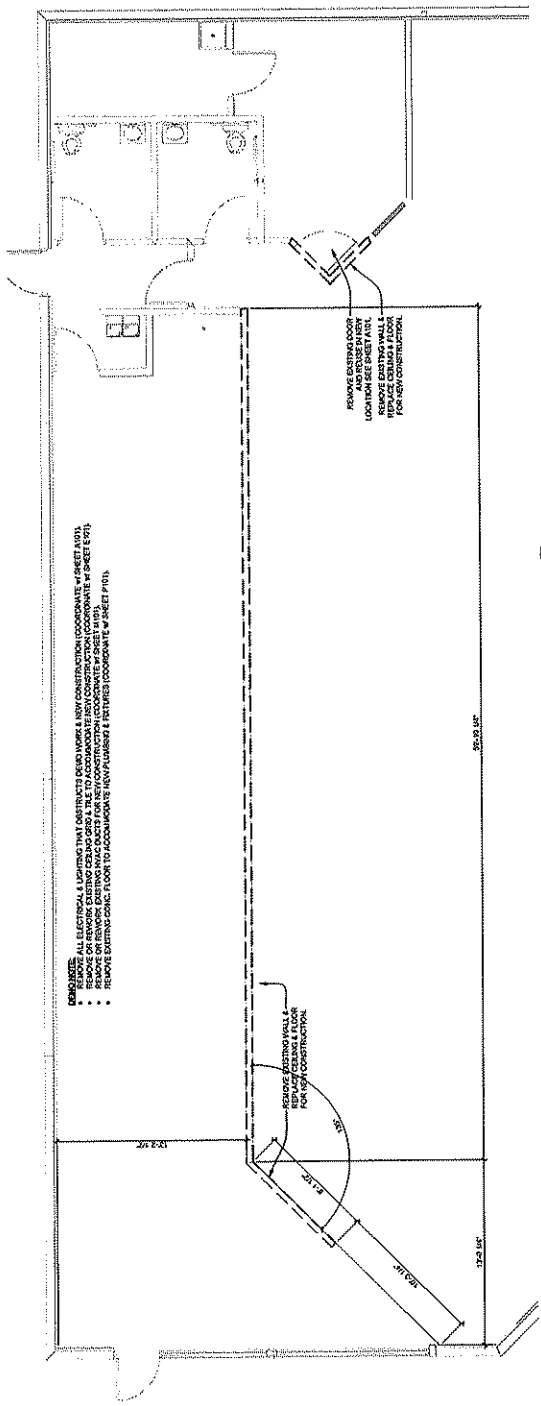 DEMO NOTE:
• REMOVE ALL ELECTRICAL & LIGHTING THAT OBSTRUCTS DEMO WORK & NEW CONSTRUCTION (COORDINATE w/ SHEET A101).
• REMOVE OR REWORK EXISTING CEILING GRID & TILE TO ACCOMMODATE NEW CONSTRUCTION (COORDINATE w/ SHEET E101).
• REMOVE OR REWORK EXISTING HVAC DUCTS FOR NEW CONSTRUCTION (COORDINATE w/ SHEET M101).
• REMOVE EXISTING CONC. FLOOR TO ACCOMMODATE NEW PLUMBING & FIXTURES (COORDINATE w/ SHEET P101).
REMOVE EXISTING DOOR
AND REUSE IN NEW
LOCATION SEE SHEET A101.
REMOVE EXISTING WALL &
REPLACE CEILING & FLOOR
FOR NEW CONSTRUCTION.
REMOVE EXISTING WALL &
REPLACE CEILING & FLOOR
FOR NEW CONSTRUCTION.
13'-2 1/2"